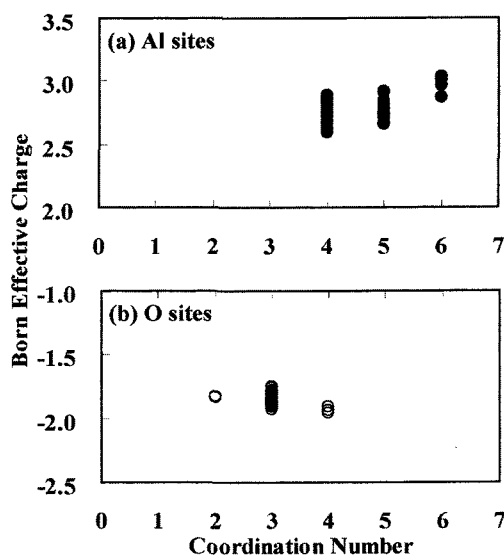 3.5
(a) Al sites
3.0
2.5
2.0
0 1 2 3 4 5 6 7
Born Effective Charge
-1.0
(b) O sites
-1.5
-2.0
-2.5
0 1 2 3 4 5 6 7
Coordination Number